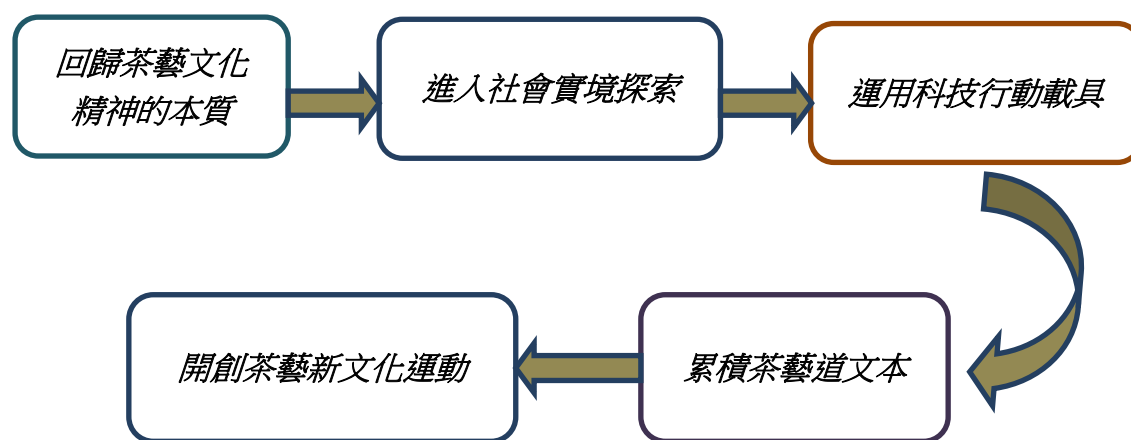 回歸茶藝文化
精神的本質
進入社會實境探索
運用科技行動載具
累積茶藝道文本
開創茶藝新文化運動